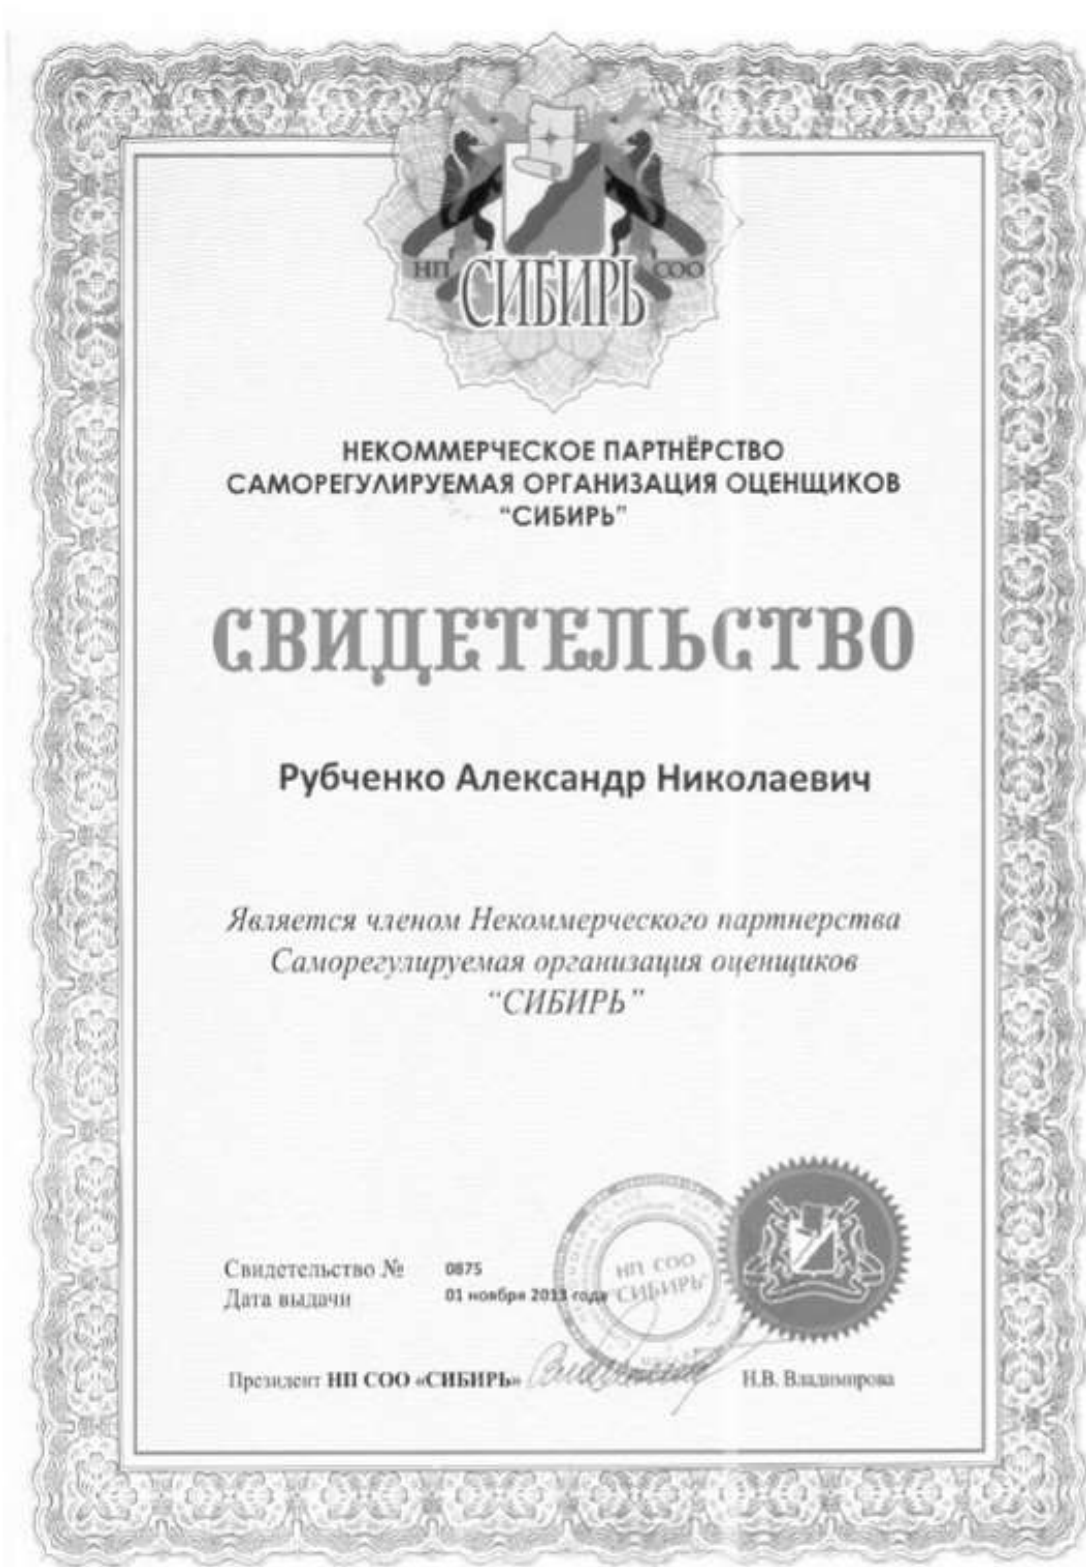 НП СОО
СИБИРЬ
НЕКОММЕРЧЕСКОЕ ПАРТНЁРСТВО
САМОРЕГУЛИРУЕМАЯ ОРГАНИЗАЦИЯ ОЦЕНЩИКОВ
“СИБИРЬ”
СВИДЕТЕЛЬСТВО
Рубченко Александр Николаевич
Является членом Некоммерческого партнерства
Саморегулируемая организация оценщиков
“СИБИРЬ”
Свидетельство № 0875
Дата выдачи 01 ноября 2013 года
НП СОО
"СИБИРЬ"
Президент НП СОО «СИБИРЬ» Н.В. Владимирова